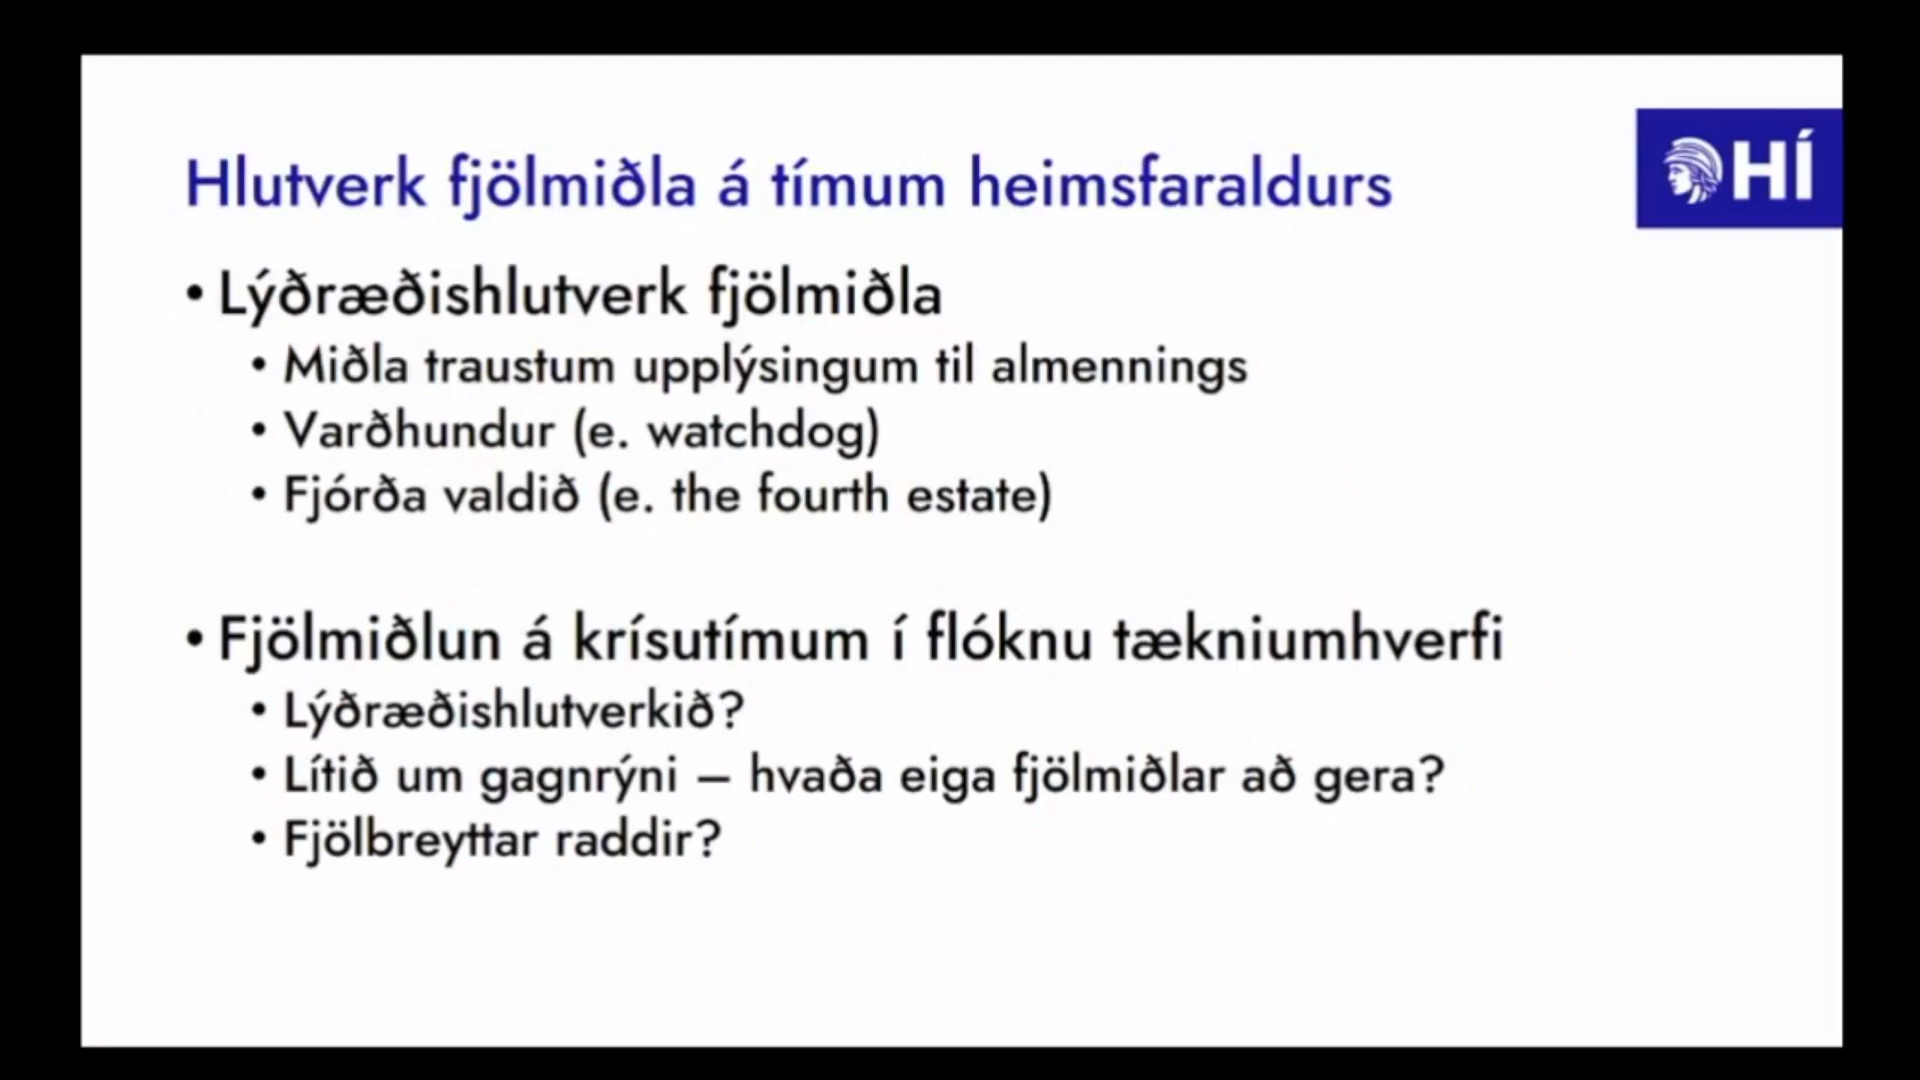 Hlutverk fjölmiðla á tímum heimsfaraldurs
HÍ
• Lýðræðishlutverk fjölmiðla
• Miðla traustum upplýsingum til almennings
• Varðhundur (e. watchdog)
• Fjórða valdið (e. the fourth estate)
• Fjölmiðlun á krísutímum í flóknu tækniumhverfi
• Lýðræðishlutverkið?
• Lítið um gagnrýni – hvaða eiga fjölmiðlar að gera?
• Fjölbreyttar raddir?